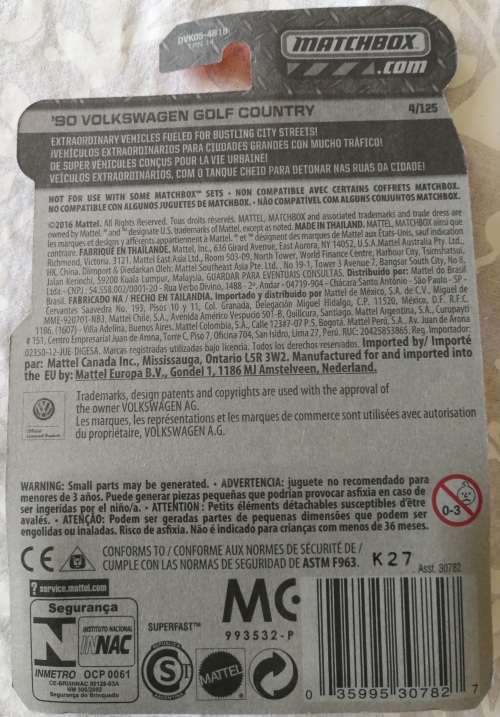 DVK05-4B10
MATCHBOX
.com
'90 VOLKSWAGEN GOLF COUNTRY
4/125
EXTRAORDINARY VEHICLES FUELED FOR BUSTLING CITY STREETS!
¡VEHÍCULOS EXTRAORDINARIOS PARA CIUDADES GRANDES CON MUCHO TRÁFICO!
DE SUPER VÉHICULES CONÇUS POUR LA VIE URBAINE!
VEÍCULOS EXTRAORDINÁRIOS, COM O TANQUE CHEIO PARA DETONAR NAS RUAS DA CIDADE!
NOT FOR USE WITH SOME MATCHBOX™ SETS • NON COMPATIBLE AVEC CERTAINS COFFRETS MATCHBOX.
NO COMPATIBLE CON ALGUNOS JUGUETES DE MATCHBOX. • NÃO COMPATÍVEL COM ALGUNS CONJUNTOS MATCHBOX.
©2016 Mattel. All Rights Reserved. Tous droits réservés. MATTEL, MATCHBOX and associated trademarks and trade dress are
owned by Mattel. ™ and ® designate U.S. trademarks of Mattel, except as noted. MADE IN THAILAND. MATTEL, MATCHBOX ainsi que
les marques et design y afférents appartiennent à Mattel. ® et ™ désignent des marques de Mattel aux États-Unis, sauf indication
contraire. FABRIQUÉ EN THAÏLANDE. Mattel, Inc., 636 Girard Avenue, East Aurora, NY 14052, U.S.A. Mattel Australia Pty. Ltd.,
Richmond, Victoria. 3121. Mattel East Asia Ltd., Room 503-09, North Tower, World Finance Centre, Harbour City, Tsimshatsui,
HK, China. Diimport & Diedarkan Oleh: Mattel Southeast Asia Pte. Ltd., No 19-1, Tower 3 Avenue 7, Bangsar South City, No 8,
Jalan Kerinchi, 59200 Kuala Lumpur, Malaysia. GUARDAR PARA EVENTUAIS CONSULTAS. Distribuido por: Mattel do Brasil
Ltda - CNPJ : 54.558.002/0001-20 - Rua Verbo Divino, 1488 - 2º. Andar - 04719-904 - Chácara Santo Antônio - São Paulo - SP -
Brasil. FABRICADO NA / HECHO EN TAILANDIA. Importado y distribuido por Mattel de México, S.A. de C.V., Miguel de
Cervantes Saavedra No. 193, Pisos 10 y 11, Col. Granada, Delegación Miguel Hidalgo, C.P. 11520, México, D.F. R.F.C.
MME-920701-NB3. Mattel Chile, S.A., Avenida Américo Vespucio 501-B, Quilicura, Santiago. Mattel Argentina, S.A., Curupaytí
1186, (1607) - Villa Adelina, Buenos Aires. Mattel Colombia, S.A., Calle 123#7-07 P.5, Bogotá. Mattel Perú, S.A., Av. Juan de Arona
# 151, Centro Empresarial Juan de Arona, Torre C, Piso 7, Oficina 704, San Isidro, Lima 27, Perú. RUC: 20425853865. Reg. Importador:
02350-12-JUE DIGESA. Marcas registradas utilizadas bajo licencia. Todos los derechos reservados. Imported by/ Importé
par: Mattel Canada Inc., Mississauga, Ontario L5R 3W2. Manufactured for and imported into
the EU by: Mattel Europa B.V., Gondel 1, 1186 MJ Amstelveen, Nederland.
Official
Licensed Product
Trademarks, design patents and copyrights are used with the approval of
the owner VOLKSWAGEN AG.
Les marques, les représentations et les marques de commerce sont utilisées avec autorisation
du propriétaire, VOLKSWAGEN A.G.
WARNING: Small parts may be generated. • ADVERTENCIA: juguete no recomendado para
menores de 3 años. Puede generar piezas pequeñas que podrían provocar asfixia en caso de
ser ingeridas por el niño/a. • ATTENTION : Petits éléments détachables susceptibles d'être
avalés. • ATENÇÃO: Podem ser geradas partes de pequenas dimensões que podem ser
engolidas ou inaladas. Risco de asfixia. Não é indicado para crianças com menos de 36 meses.
0-3
CE
CONFORMS TO / CONFORME AUX NORMES DE SÉCURITÉ DE /
CUMPLE CON LAS NORMAS DE SEGURIDAD DE ASTM F963.
K27
Asst. 30782
? service.mattel.com
Segurança
INSTITUTO NACIONAL
INNAC
INMETRO OCP 0061
Segurança do Brinquedo
SUPERFAST™
MC
993532-P
S
ARGENTINA
MATTEL
0 35995 30782 7